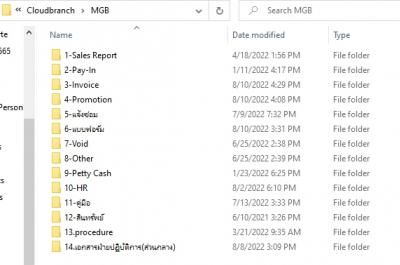 Cloudbranch > MGB
Search MGB
Name Date modified Type
1-Sales Report 4/18/2022 1:56 PM File folder
2-Pay-In 1/11/2022 4:17 PM File folder
3-Invoice 8/10/2022 4:29 PM File folder
4-Promotion 8/10/2022 4:08 PM File folder
5-แจ้งซ่อม 5/9/2022 7:32 PM File folder
6-แบบฟอร์ม 8/10/2022 3:31 PM File folder
7-Void 6/25/2022 2:38 PM File folder
8-Other 6/25/2022 2:39 PM File folder
9-Petty Cash 1/23/2022 6:25 PM File folder
10-HR 8/2/2022 6:10 PM File folder
11-คู่มือ 7/13/2022 3:33 PM File folder
12-สินทรัพย์ 6/10/2021 3:26 PM File folder
13.procedure 3/21/2022 9:35 AM File folder
14.เอกสารฝ่ายปฏิบัติการ(ส่วนกลาง) 8/8/2022 3:09 PM File folder
rte
565
Person
ts